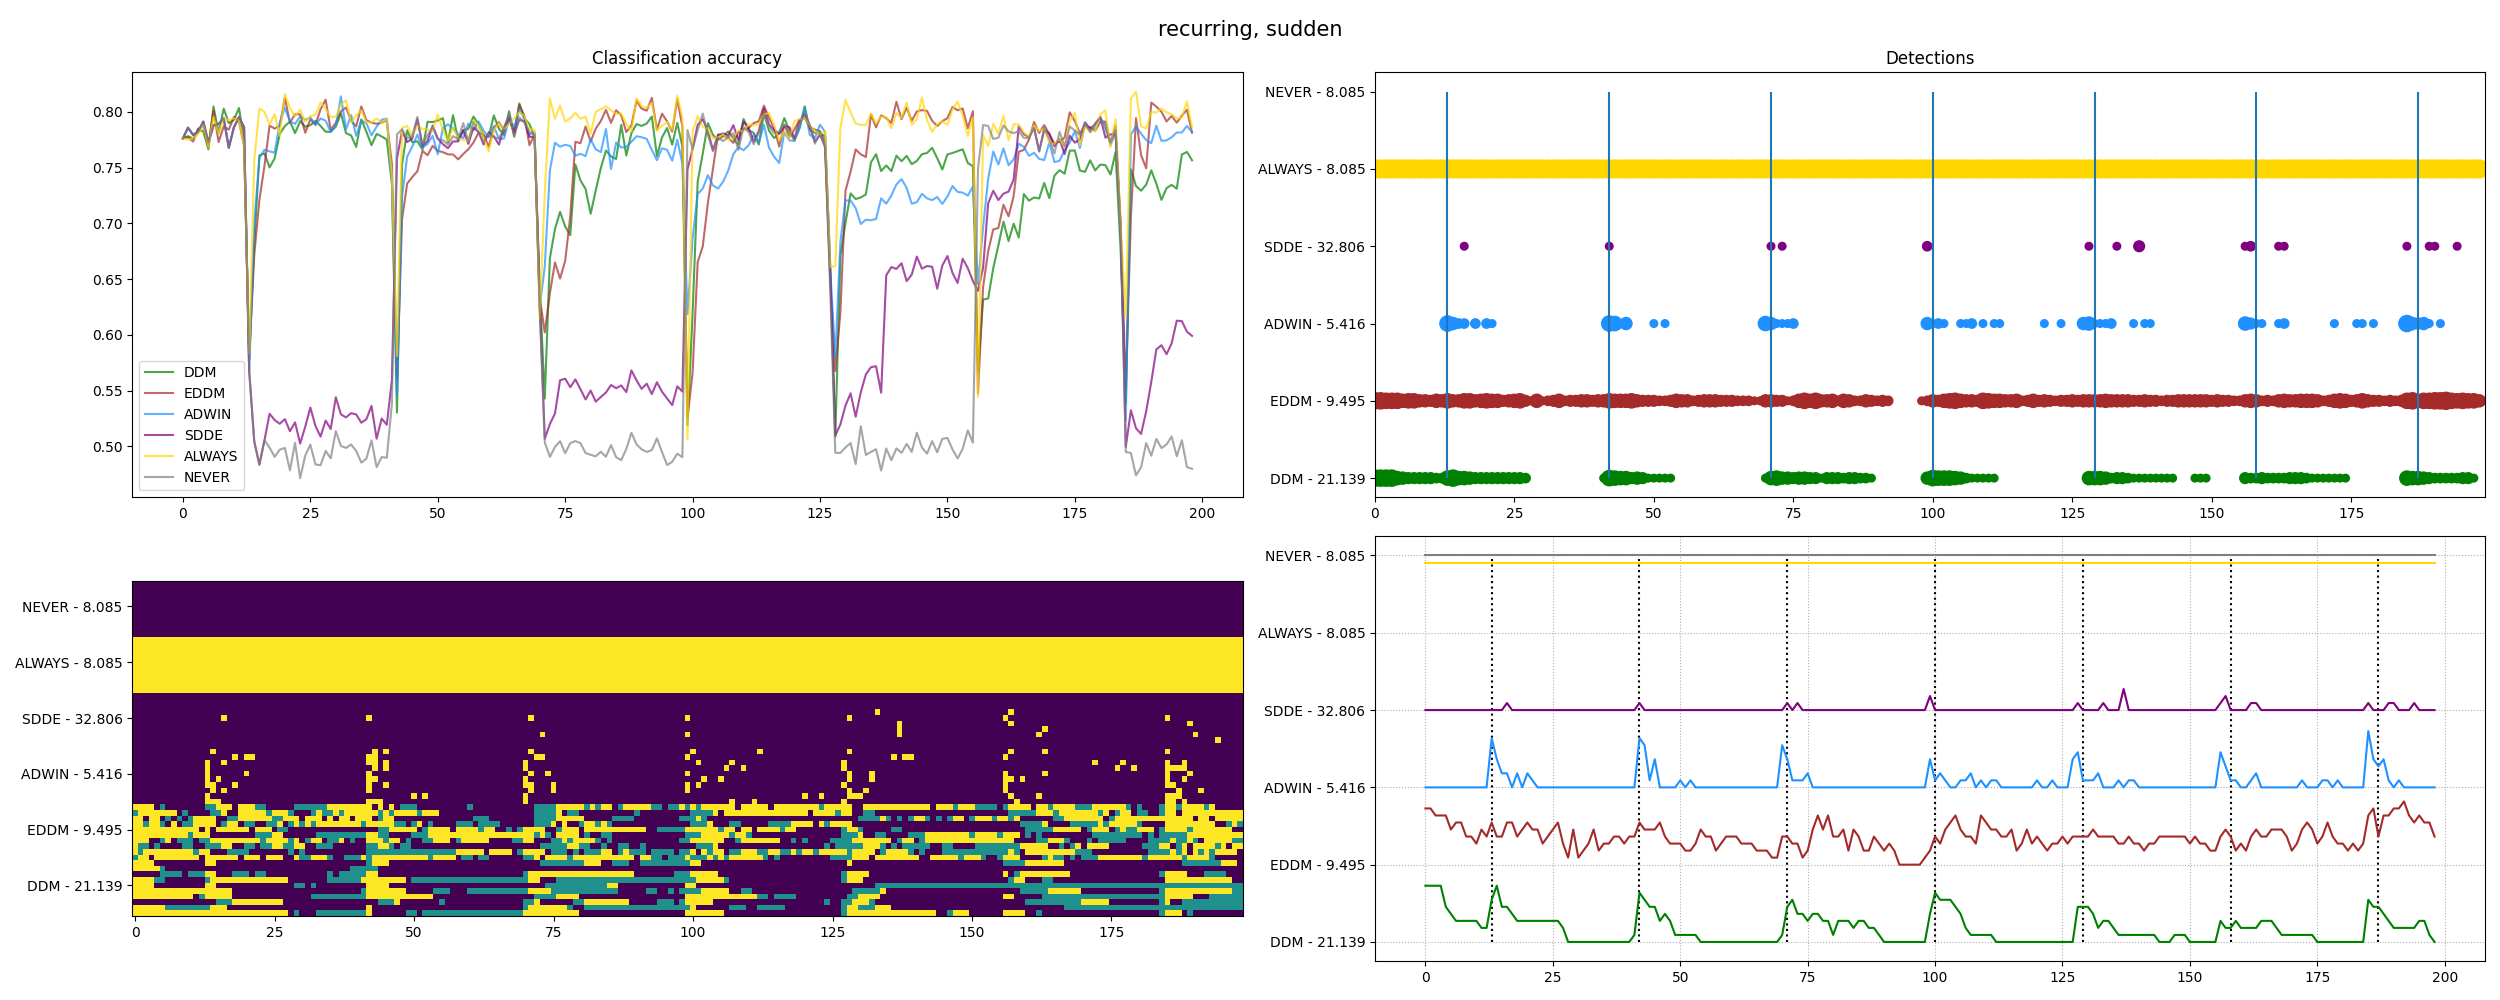 recurring, sudden
Classification accuracy
0.80
0.75
0.70
0.65
0.60
0.55
0.50
DDM
EDDM
ADWIN
SDDE
ALWAYS
NEVER
0 25 50 75 100 125 150 175 200
Detections
NEVER - 8.085
ALWAYS - 8.085
SDDE - 32.806
ADWIN - 5.416
EDDM - 9.495
DDM - 21.139
0 25 50 75 100 125 150 175
NEVER - 8.085
ALWAYS - 8.085
SDDE - 32.806
ADWIN - 5.416
EDDM - 9.495
DDM - 21.139
0 25 50 75 100 125 150 175
NEVER - 8.085
ALWAYS - 8.085
SDDE - 32.806
ADWIN - 5.416
EDDM - 9.495
DDM - 21.139
0 25 50 75 100 125 150 175 200